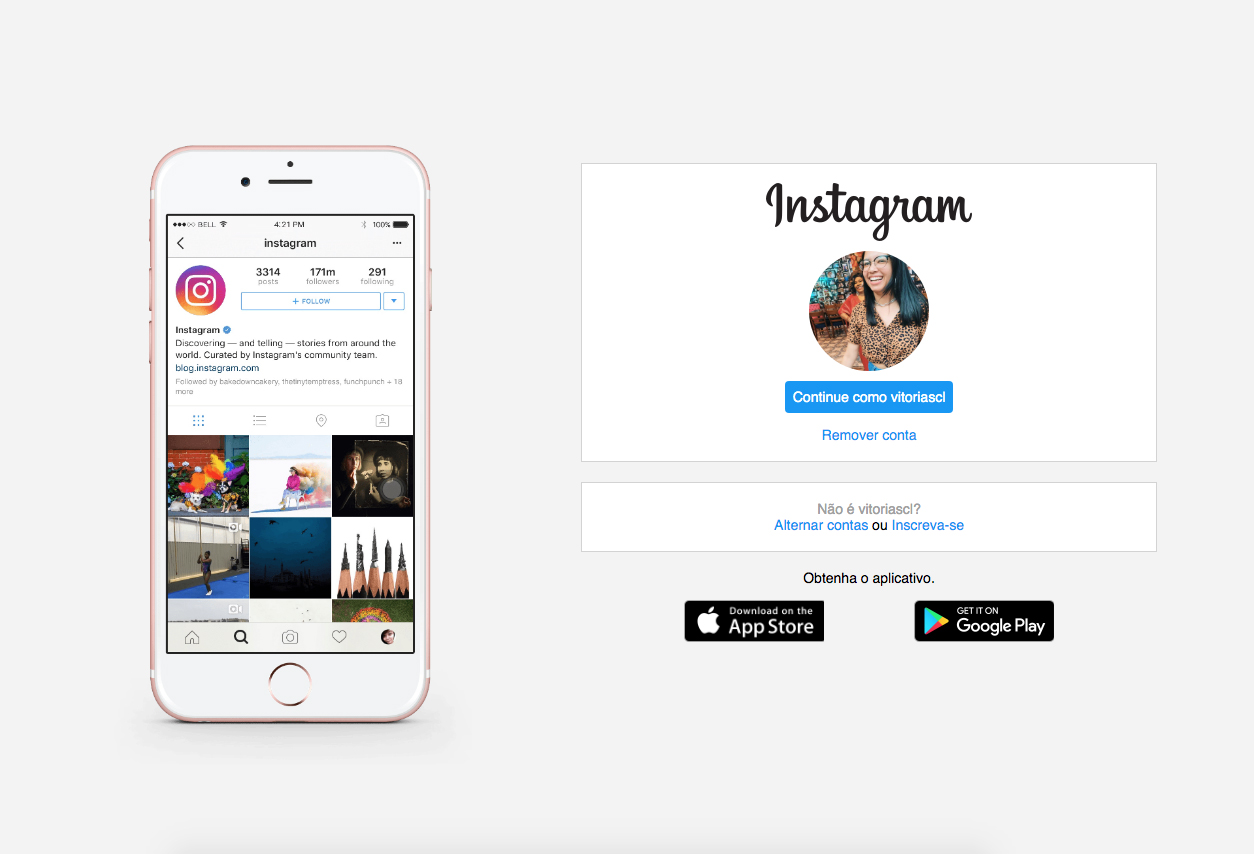 BELL
4:21 PM
100%
instagram
3314
posts
171m
followers
291
following
+ FOLLOW
Instagram
Discovering — and telling — stories from around the
world. Curated by Instagram's community team.
blog.instagram.com
Followed by bakedowncakery, thetinytemptress, funchpunch + 18
more
Instagram
Continue como vitoriascl
Remover conta
Não é vitoriascl?
Alternar contas ou Inscreva-se
Obtenha o aplicativo.
Download on the
App Store
GET IT ON
Google Play